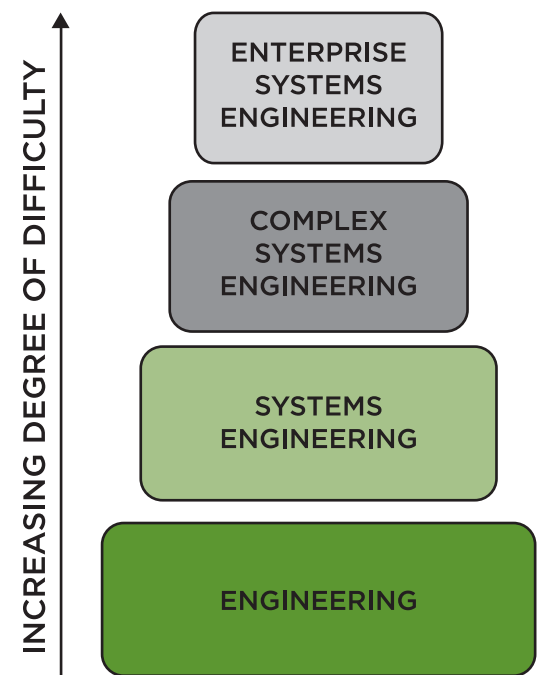 INCREASING DEGREE OF DIFFICULTY
ENTERPRISE
SYSTEMS
ENGINEERING
COMPLEX
SYSTEMS
ENGINEERING
SYSTEMS
ENGINEERING
ENGINEERING